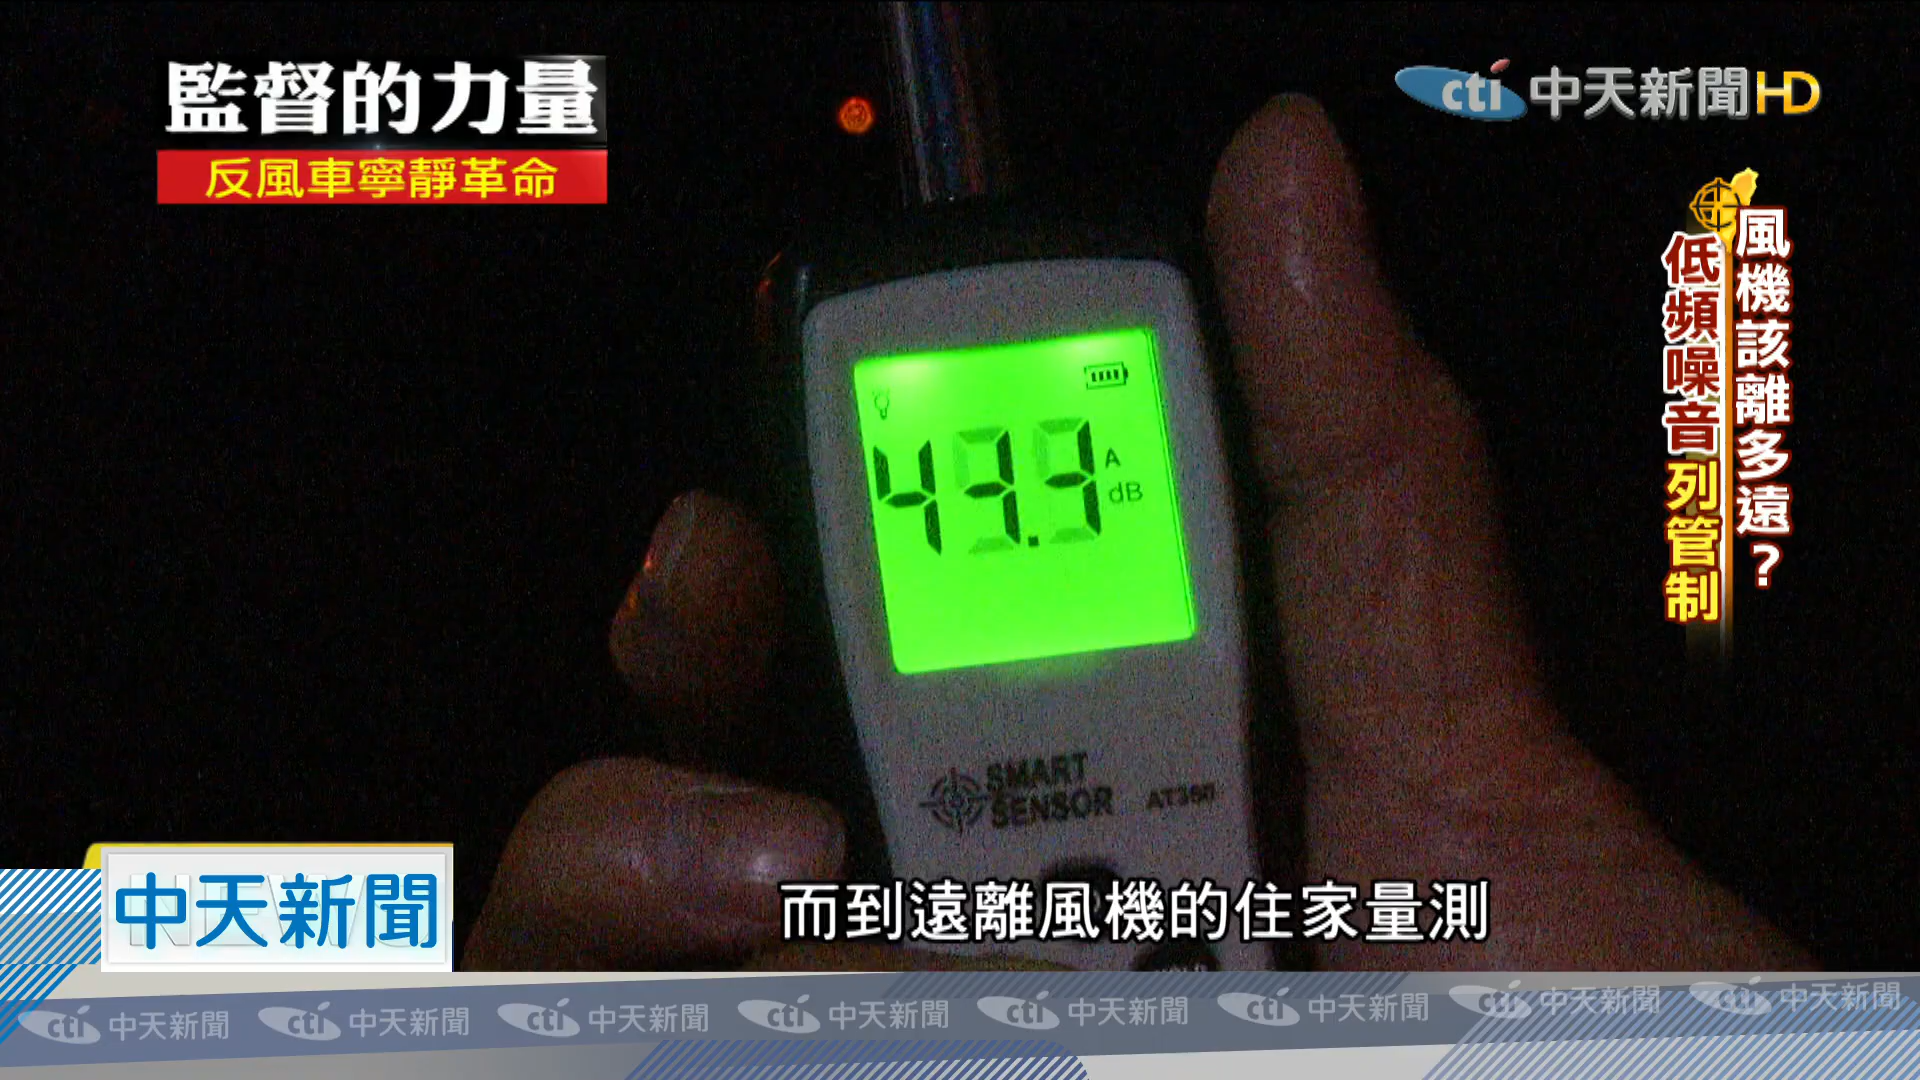 監督的力量
反風車寧靜革命
cti 中天新聞HD
風機該離多遠？
低頻噪音列管制
A
dB
SMART
SENSOR
AT360
而到遠離風機的住家量測
中天新聞
cti 中天新聞 cti 中天新聞 cti 中天新聞 cti 中天新聞 cti 中天新聞 cti 中天新聞 cti 中天新聞 cti 中天新聞